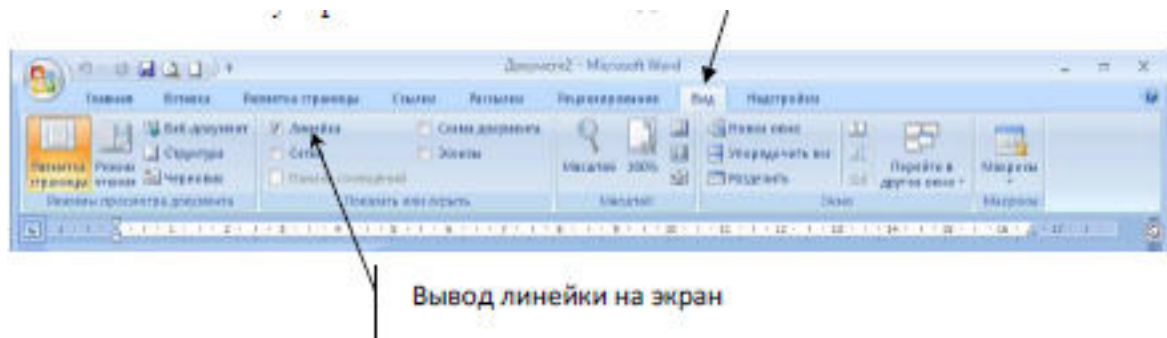 Документ2 - Microsoft Word
Главная Вставка Разметка страницы Ссылки Рассылки Рецензирование Вид Надстройки
Веб-документ Линейка Схема документа Новое окно
Структура Сетка Эскизы Упорядочить все
Разметка страницы Режим чтения Черновик Масштаб 100% Разделить Перейти в другое окно Макросы
Режимы просмотра документа Показать или скрыть Масштаб Окно Макросы
Вывод линейки на экран